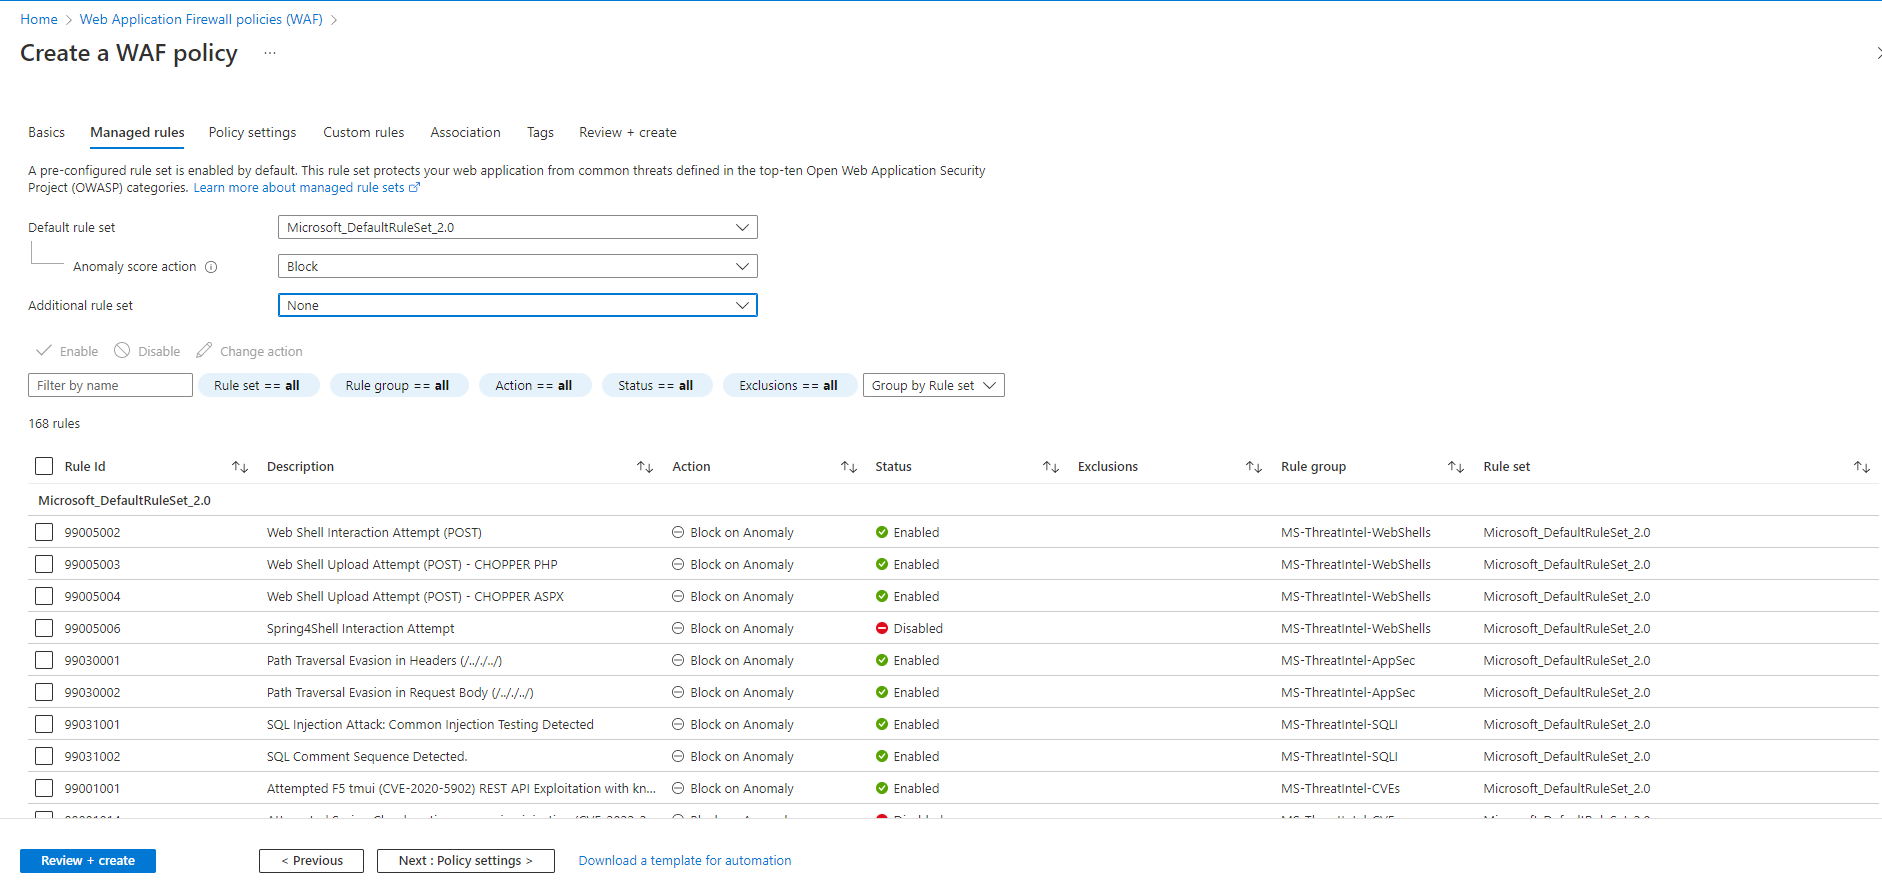 Home > Web Application Firewall policies (WAF) >
Create a WAF policy ...
Basics Managed rules Policy settings Custom rules Association Tags Review + create
A pre-configured rule set is enabled by default. This rule set protects your web application from common threats defined in the top-ten Open Web Application Security
Project (OWASP) categories. Learn more about managed rule sets
Default rule set Microsoft_DefaultRuleSet_2.0
Anomaly score action Block
Additional rule set None
Enable Disable Change action
Filter by name Rule set == all Rule group == all Action == all Status == all Exclusions == all Group by Rule set
168 rules
Rule Id Description Action Status Exclusions Rule group Rule set
Microsoft_DefaultRuleSet_2.0
99005002 Web Shell Interaction Attempt (POST) Block on Anomaly Enabled MS-ThreatIntel-WebShells Microsoft_DefaultRuleSet_2.0
99005003 Web Shell Upload Attempt (POST) - CHOPPER PHP Block on Anomaly Enabled MS-ThreatIntel-WebShells Microsoft_DefaultRuleSet_2.0
99005004 Web Shell Upload Attempt (POST) - CHOPPER ASPX Block on Anomaly Enabled MS-ThreatIntel-WebShells Microsoft_DefaultRuleSet_2.0
99005006 Spring4Shell Interaction Attempt Block on Anomaly Disabled MS-ThreatIntel-WebShells Microsoft_DefaultRuleSet_2.0
99030001 Path Traversal Evasion in Headers (/.././../) Block on Anomaly Enabled MS-ThreatIntel-AppSec Microsoft_DefaultRuleSet_2.0
99030002 Path Traversal Evasion in Request Body (/.././../) Block on Anomaly Enabled MS-ThreatIntel-AppSec Microsoft_DefaultRuleSet_2.0
99031001 SQL Injection Attack: Common Injection Testing Detected Block on Anomaly Enabled MS-ThreatIntel-SQLI Microsoft_DefaultRuleSet_2.0
99031002 SQL Comment Sequence Detected. Block on Anomaly Enabled MS-ThreatIntel-SQLI Microsoft_DefaultRuleSet_2.0
99001001 Attempted F5 tmui (CVE-2020-5902) REST API Exploitation with kn... Block on Anomaly Enabled MS-ThreatIntel-CVEs Microsoft_DefaultRuleSet_2.0
Review + create < Previous Next : Policy settings > Download a template for automation